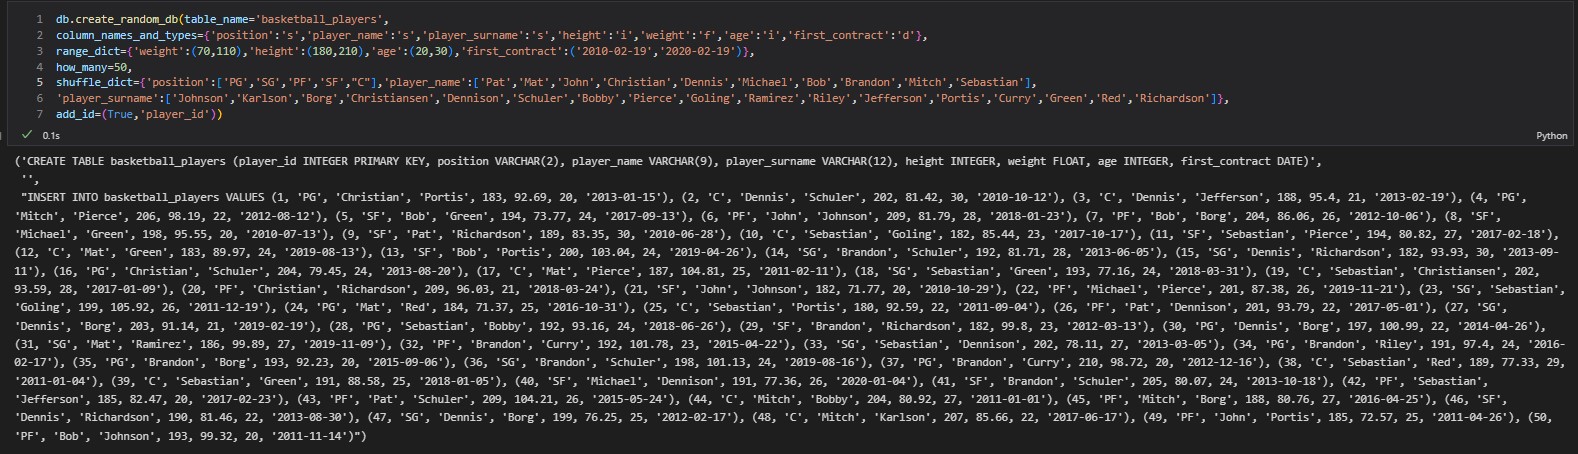 1 db.create_random_db(table_name='basketball_players',
2 column_names_and_types={'position':'s','player_name':'s','player_surname':'s','height':'i','weight':'f','age':'i','first_contract':'d'},
3 range_dict={'weight':(70,110),'height':(180,210),'age':(20,30),'first_contract':('2010-02-19','2020-02-19')},
4 how_many=50,
5 shuffle_dict={'position':['PG','SG','PF','SF',"C"],'player_name':['Pat','Mat','John','Christian','Dennis','Michael','Bob','Brandon','Mitch','Sebastian'],
6 'player_surname':['Johnson','Karlson','Borg','Christiansen','Dennison','Schuler','Bobby','Pierce','Goling','Ramirez','Riley','Jefferson','Portis','Curry','Green','Red','Richardson']},
7 add_id=(True,'player_id'))
✓ 0.1s Python
('CREATE TABLE basketball_players (player_id INTEGER PRIMARY KEY, position VARCHAR(2), player_name VARCHAR(9), player_surname VARCHAR(12), height INTEGER, weight FLOAT, age INTEGER, first_contract DATE)',
'',
"INSERT INTO basketball_players VALUES (1, 'PG', 'Christian', 'Portis', 183, 92.69, 20, '2013-01-15'), (2, 'C', 'Dennis', 'Schuler', 202, 81.42, 30, '2010-10-12'), (3, 'C', 'Dennis', 'Jefferson', 188, 95.4, 21, '2013-02-19'), (4, 'PG',
'Mitch', 'Pierce', 206, 98.19, 22, '2012-08-12'), (5, 'SF', 'Bob', 'Green', 194, 73.77, 24, '2017-09-13'), (6, 'PF', 'John', 'Johnson', 209, 81.79, 28, '2018-01-23'), (7, 'PF', 'Bob', 'Borg', 204, 86.06, 26, '2012-10-06'), (8, 'SF',
'Michael', 'Green', 198, 95.55, 20, '2010-07-13'), (9, 'SF', 'Pat', 'Richardson', 189, 83.35, 30, '2010-06-28'), (10, 'C', 'Sebastian', 'Goling', 182, 85.44, 23, '2017-10-17'), (11, 'SF', 'Sebastian', 'Pierce', 194, 80.82, 27, '2017-02-18'),
(12, 'C', 'Mat', 'Green', 183, 89.97, 24, '2019-08-13'), (13, 'SF', 'Bob', 'Portis', 200, 103.04, 24, '2019-04-26'), (14, 'SG', 'Brandon', 'Schuler', 192, 81.71, 28, '2013-06-05'), (15, 'SG', 'Dennis', 'Richardson', 182, 93.93, 30, '2013-09-
11'), (16, 'PG', 'Christian', 'Schuler', 204, 79.45, 24, '2013-08-20'), (17, 'C', 'Mat', 'Pierce', 187, 104.81, 25, '2011-02-11'), (18, 'SG', 'Sebastian', 'Green', 193, 77.16, 24, '2018-03-31'), (19, 'C', 'Sebastian', 'Christiansen', 202,
93.59, 28, '2017-01-09'), (20, 'PF', 'Christian', 'Richardson', 209, 96.03, 21, '2018-03-24'), (21, 'SF', 'John', 'Johnson', 182, 71.77, 20, '2010-10-29'), (22, 'PF', 'Michael', 'Pierce', 201, 87.38, 26, '2019-11-21'), (23, 'SG', 'Sebastian',
'Goling', 199, 105.92, 26, '2011-12-19'), (24, 'PG', 'Mat', 'Red', 184, 71.37, 25, '2016-10-31'), (25, 'C', 'Sebastian', 'Portis', 180, 92.59, 22, '2011-09-04'), (26, 'PF', 'Pat', 'Dennison', 201, 93.79, 22, '2017-05-01'), (27, 'SG',
'Dennis', 'Borg', 203, 91.14, 21, '2019-02-19'), (28, 'PG', 'Sebastian', 'Bobby', 192, 93.16, 24, '2018-06-26'), (29, 'SF', 'Brandon', 'Richardson', 182, 99.8, 23, '2012-03-13'), (30, 'PG', 'Dennis', 'Borg', 197, 100.99, 22, '2014-04-26'),
(31, 'SG', 'Mat', 'Ramirez', 186, 99.89, 27, '2019-11-09'), (32, 'PF', 'Brandon', 'Curry', 192, 101.78, 23, '2015-04-22'), (33, 'SG', 'Sebastian', 'Dennison', 202, 78.11, 27, '2013-03-05'), (34, 'PG', 'Brandon', 'Riley', 191, 97.4, 24, '2016-
02-17'), (35, 'PG', 'Brandon', 'Borg', 193, 92.23, 20, '2015-09-06'), (36, 'SG', 'Brandon', 'Schuler', 198, 101.13, 24, '2019-08-16'), (37, 'PG', 'Brandon', 'Curry', 210, 98.72, 20, '2012-12-16'), (38, 'C', 'Sebastian', 'Red', 189, 77.33, 29,
'2011-01-04'), (39, 'C', 'Sebastian', 'Green', 191, 88.58, 25, '2018-01-05'), (40, 'SF', 'Michael', 'Dennison', 191, 77.36, 26, '2020-01-04'), (41, 'SF', 'Brandon', 'Schuler', 205, 80.07, 24, '2013-10-18'), (42, 'PF', 'Sebastian',
'Jefferson', 185, 82.47, 20, '2017-02-23'), (43, 'PF', 'Pat', 'Schuler', 209, 104.21, 26, '2015-05-24'), (44, 'C', 'Mitch', 'Bobby', 204, 80.92, 27, '2011-01-01'), (45, 'PF', 'Mitch', 'Borg', 188, 80.76, 27, '2016-04-25'), (46, 'SF',
'Dennis', 'Richardson', 190, 81.46, 22, '2013-08-30'), (47, 'SG', 'Dennis', 'Borg', 199, 76.25, 25, '2012-02-17'), (48, 'C', 'Mitch', 'Karlson', 207, 85.66, 22, '2017-06-17'), (49, 'PF', 'John', 'Portis', 185, 72.57, 25, '2011-04-26'), (50,
'PF', 'Bob', 'Johnson', 193, 99.32, 20, '2011-11-14')")